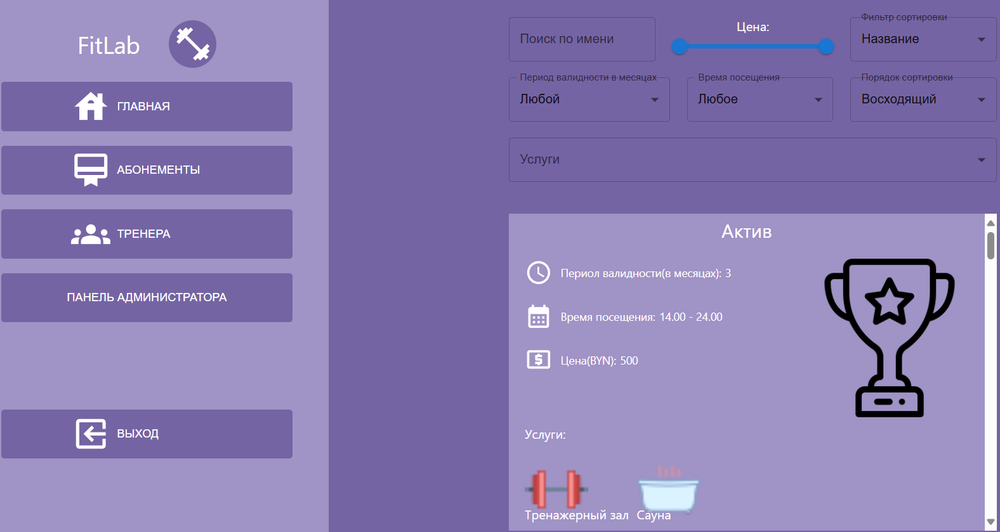 FitLab
ГЛАВНАЯ
АБОНЕМЕНТЫ
ТРЕНЕРА
ПАНЕЛЬ АДМИНИСТРАТОРА
ВЫХОД
Поиск по имени
Цена:
Фильтр сортировки
Название
Период валидности в месяцах
Любой
Время посещения
Любое
Порядок сортировки
Восходящий
Услуги
Актив
Периол валидности(в месяцах): 3
Время посещения: 14.00 - 24.00
Цена(BYN): 500
Услуги:
Тренажерный зал Сауна